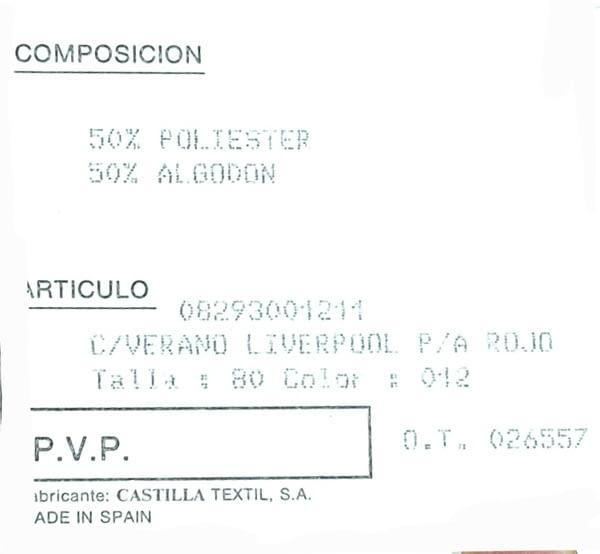 COMPOSICION
50% POLIESTER
50% ALGODON
ARTICULO
08293001211
C/VERANO LIVERPOOL P/A ROJO
Talla : 80 Color : 012
P.V.P.
O.T. 026557
abricante: CASTILLA TEXTIL, S.A.
ADE IN SPAIN